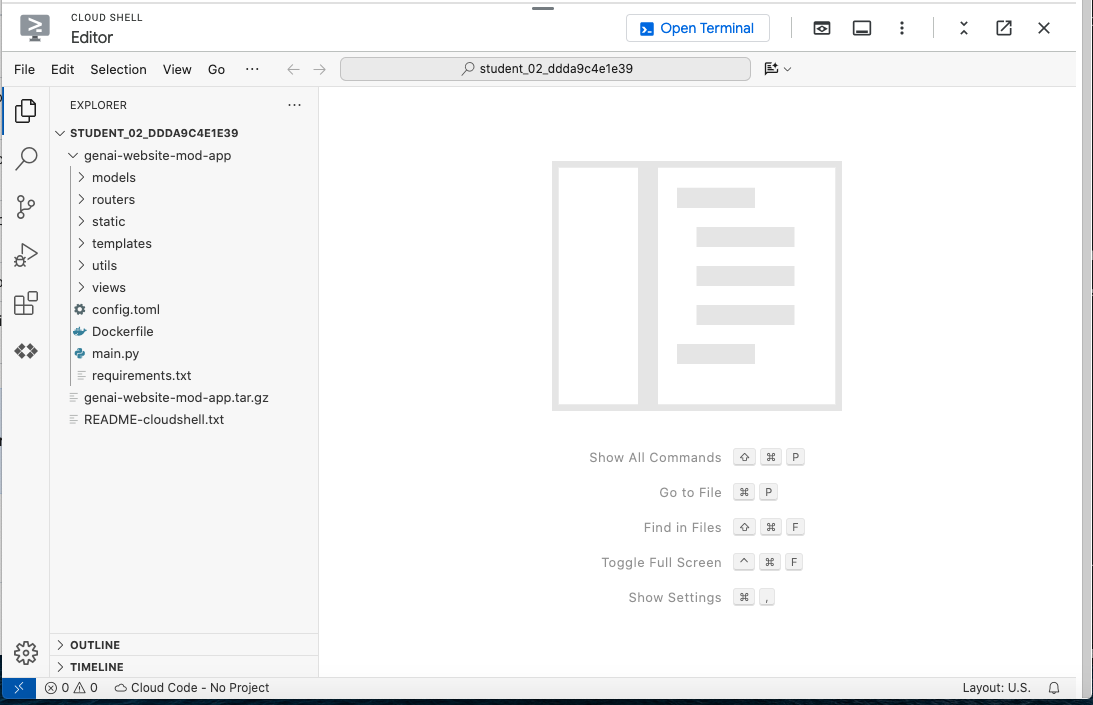 CLOUD SHELL
Editor
Open Terminal
File Edit Selection View Go ...
student_02_ddda9c4e1e39
EXPLORER ...
STUDENT_02_DDDA9C4E1E39
genai-website-mod-app
models
routers
static
templates
utils
views
config.toml
Dockerfile
main.py
requirements.txt
genai-website-mod-app.tar.gz
README-cloudshell.txt
Show All Commands ⇧ ⌘ P
Go to File ⌘ P
Find in Files ⇧ ⌘ F
Toggle Full Screen ^ ⌘ F
Show Settings ⌘ ,
OUTLINE
TIMELINE
0 0 Cloud Code - No Project
Layout: U.S.